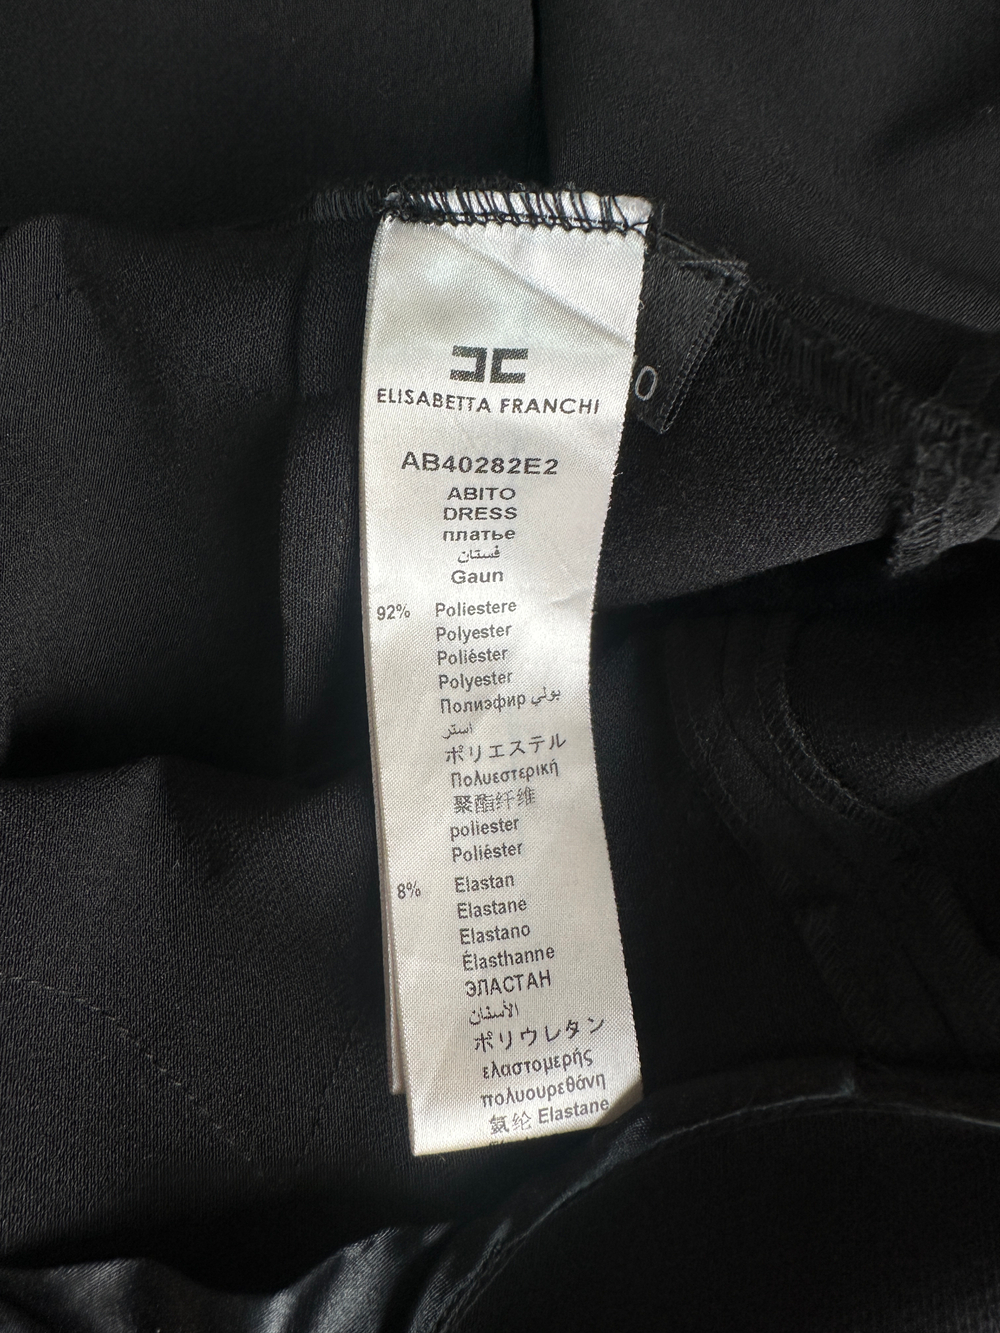 ELISABETTA FRANCHI
0
AB40282E2
ABITO
DRESS
платье
فستان
Gaun
92% Poliestere
Polyester
Poliéster
Polyester
Полиэфир بولي
استر
ポリエステル
Πολυεστερική
聚酯纤维
poliester
Poliéster
8% Elastan
Elastane
Elastano
Élasthanne
ЭЛАСТАН
الأسفان
ポリウレタン
ελαστομερής
πολυουρεθάνη
氨纶 Elastane